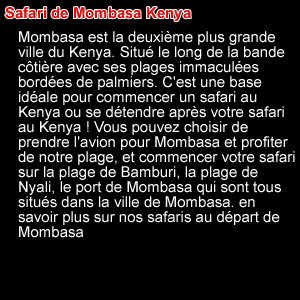 Safari de Mombasa Kenya
Mombasa est la deuxième plus grande
ville du Kenya. Situé le long de la bande
côtière avec ses plages immaculées
bordées de palmiers. C'est une base
idéale pour commencer un safari au
Kenya ou se détendre après votre safari
au Kenya ! Vous pouvez choisir de
prendre l'avion pour Mombasa et profiter
de notre plage, et commencer votre safari
sur la plage de Bamburi, la plage de
Nyali, le port de Mombasa qui sont tous
situés dans la ville de Mombasa. en
savoir plus sur nos safaris au départ de
Mombasa